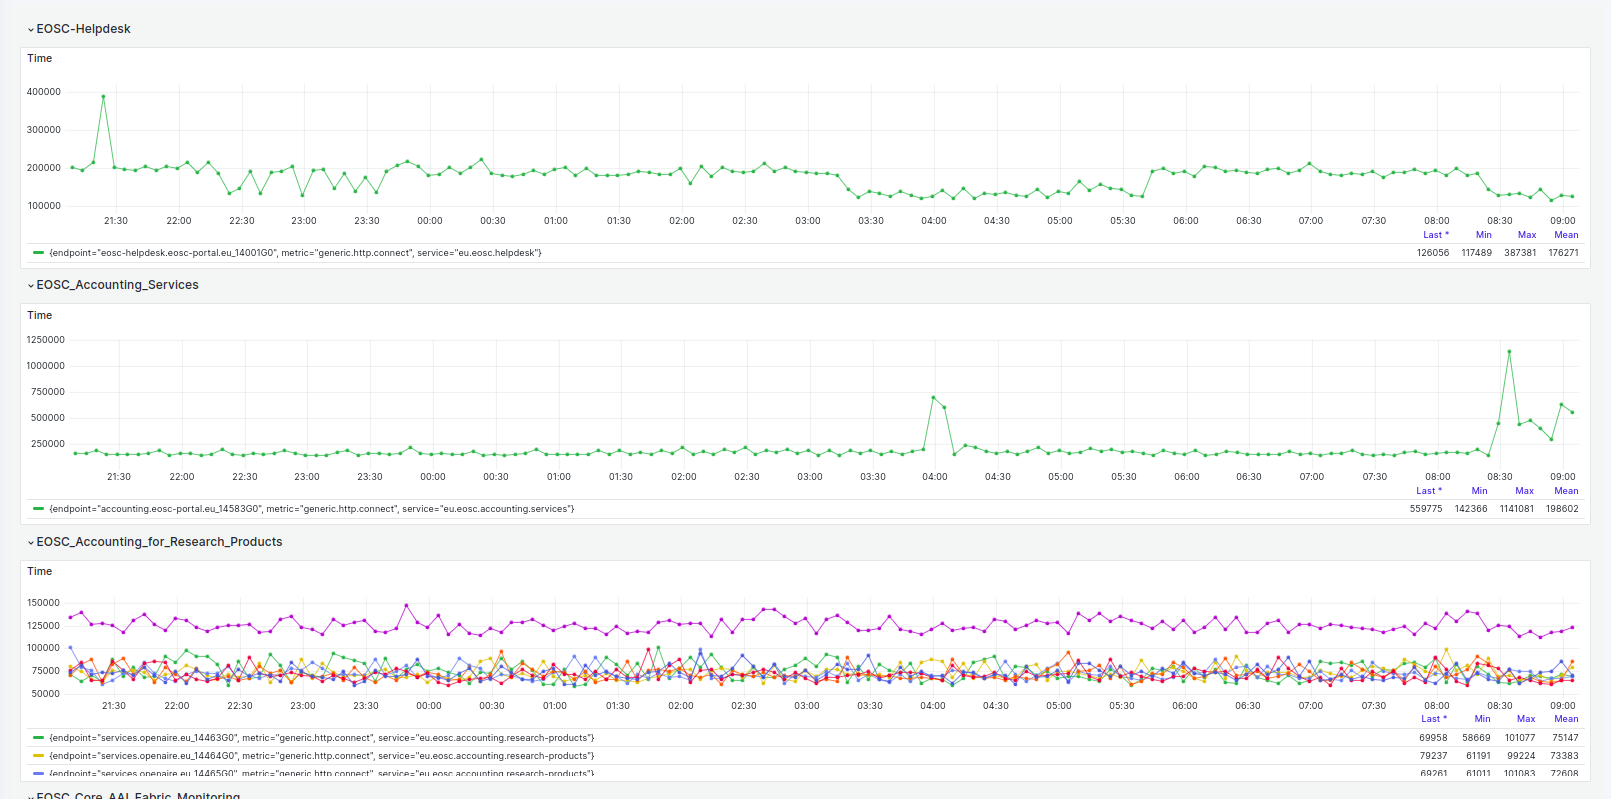 EOSC-Helpdesk
Time
400000
300000
200000
100000
21:30 22:00 22:30 23:00 23:30 00:00 00:30 01:00 01:30 02:00 02:30 03:00 03:30 04:00 04:30 05:00 05:30 06:00 06:30 07:00 07:30 08:00 08:30 09:00
Last * Min Max Mean
{endpoint="eosc-helpdesk.eosc-portal.eu_14001G0", metric="generic.http.connect", service="eu.eosc.helpdesk"} 126056 117489 387381 176271
EOSC_Accounting_Services
Time
1250000
1000000
750000
500000
250000
21:30 22:00 22:30 23:00 23:30 00:00 00:30 01:00 01:30 02:00 02:30 03:00 03:30 04:00 04:30 05:00 05:30 06:00 06:30 07:00 07:30 08:00 08:30 09:00
Last * Min Max Mean
{endpoint="accounting.eosc-portal.eu_14583G0", metric="generic.http.connect", service="eu.eosc.accounting.services"} 559775 142366 1141081 198602
EOSC_Accounting_for_Research_Products
Time
150000
125000
100000
75000
50000
21:30 22:00 22:30 23:00 23:30 00:00 00:30 01:00 01:30 02:00 02:30 03:00 03:30 04:00 04:30 05:00 05:30 06:00 06:30 07:00 07:30 08:00 08:30 09:00
Last * Min Max Mean
{endpoint="services.openaire.eu_14463G0", metric="generic.http.connect", service="eu.eosc.accounting.research-products"} 69958 58669 101077 75147
{endpoint="services.openaire.eu_14464G0", metric="generic.http.connect", service="eu.eosc.accounting.research-products"} 79237 61191 99224 73383
{endpoint="services.openaire.eu_14465G0", metric="generic.http.connect", service="eu.eosc.accounting.research-products"} 69261 61011 101083 72608
EOSC_Core_AAI_Fabric_Monitoring